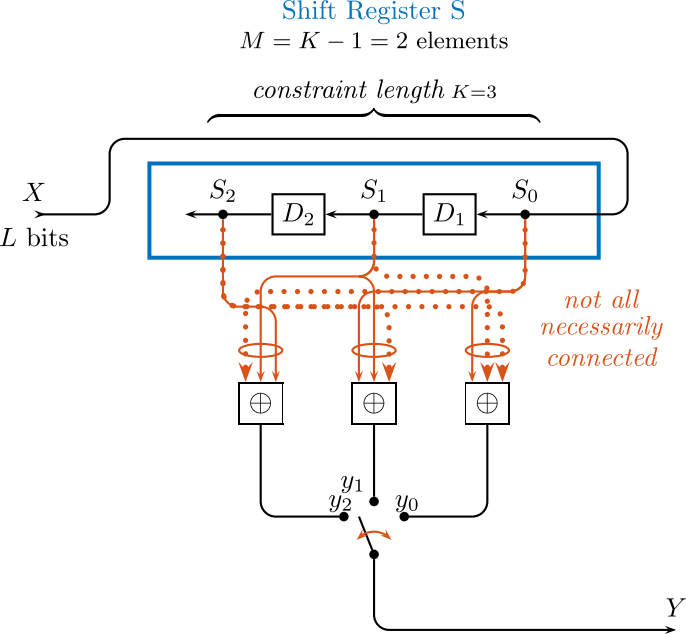 Shift Register S
M = K − 1 = 2 elements
constraint length K=3
X
L bits
S₂ S₁ S₀
D₂ D₁
not all
necessarily
connected
⊕ ⊕ ⊕
y₁
y₂ y₀
Y